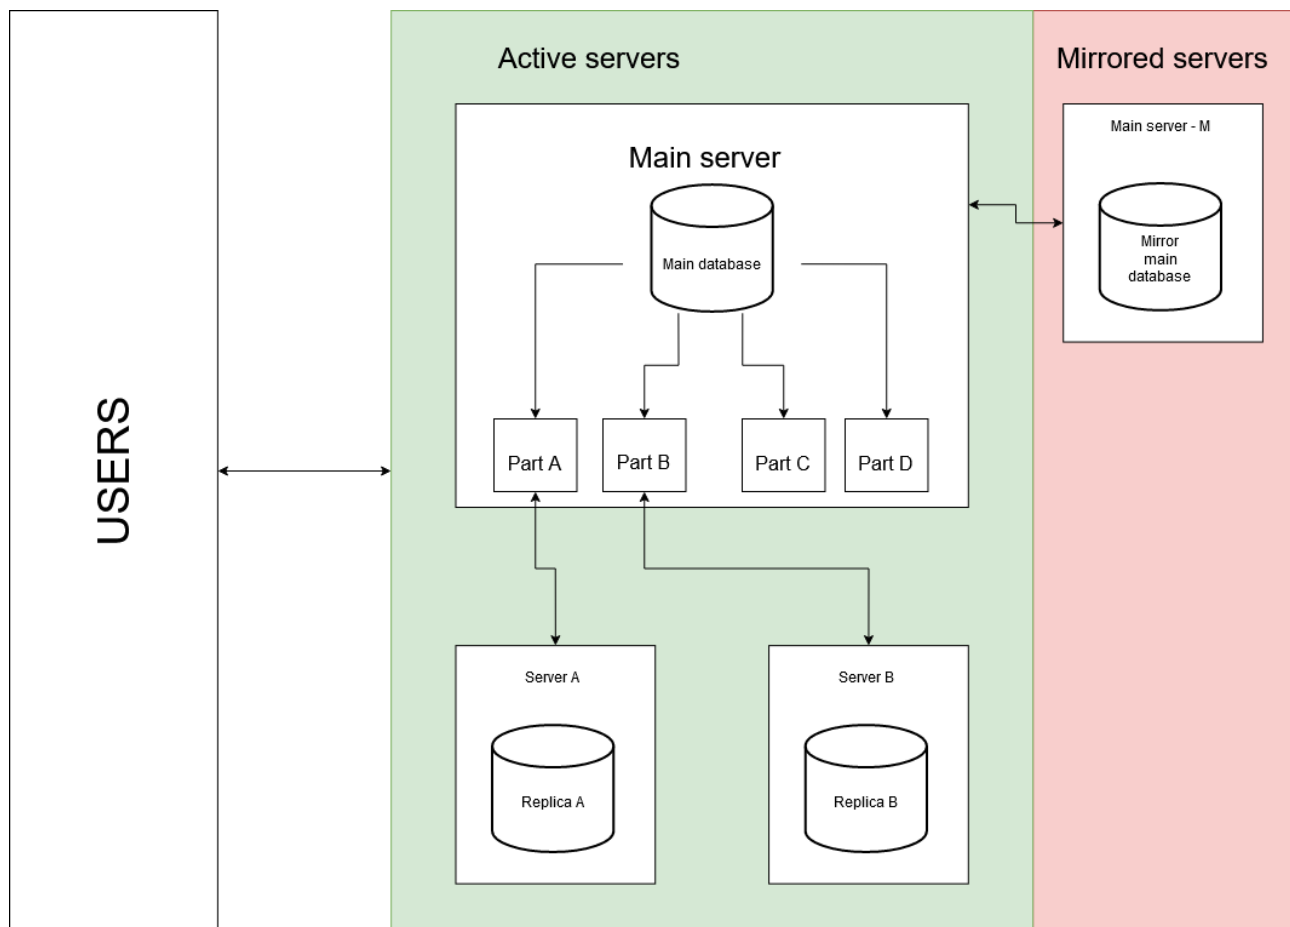 USERS
Active servers
Mirrored servers
Main server
Main database
Part A
Part B
Part C
Part D
Main server - M
Mirror
main
database
Server A
Replica A
Server B
Replica B